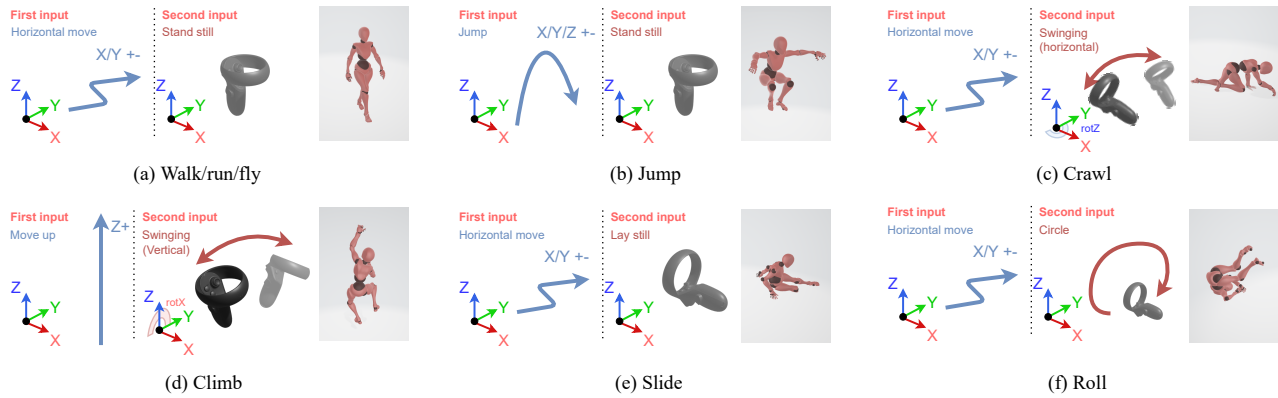 First input
Horizontal move
X/Y +-
Z
Y
X
Second input
Stand still
Z
Y
X
(a) Walk/run/fly
First input
Jump
X/Y/Z +-
Z
Y
X
Second input
Stand still
Z
Y
X
(b) Jump
First input
Horizontal move
X/Y +-
Z
Y
X
Second input
Swinging
(horizontal)
Z
Y
rotZ
X
(c) Crawl
First input
Move up
Z+
Z
Y
X
Second input
Swinging
(Vertical)
Z
rotX
Y
X
(d) Climb
First input
Horizontal move
X/Y +-
Z
Y
X
Second input
Lay still
Z
Y
X
(e) Slide
First input
Horizontal move
X/Y +-
Z
Y
X
Second input
Circle
Z
Y
X
(f) Roll